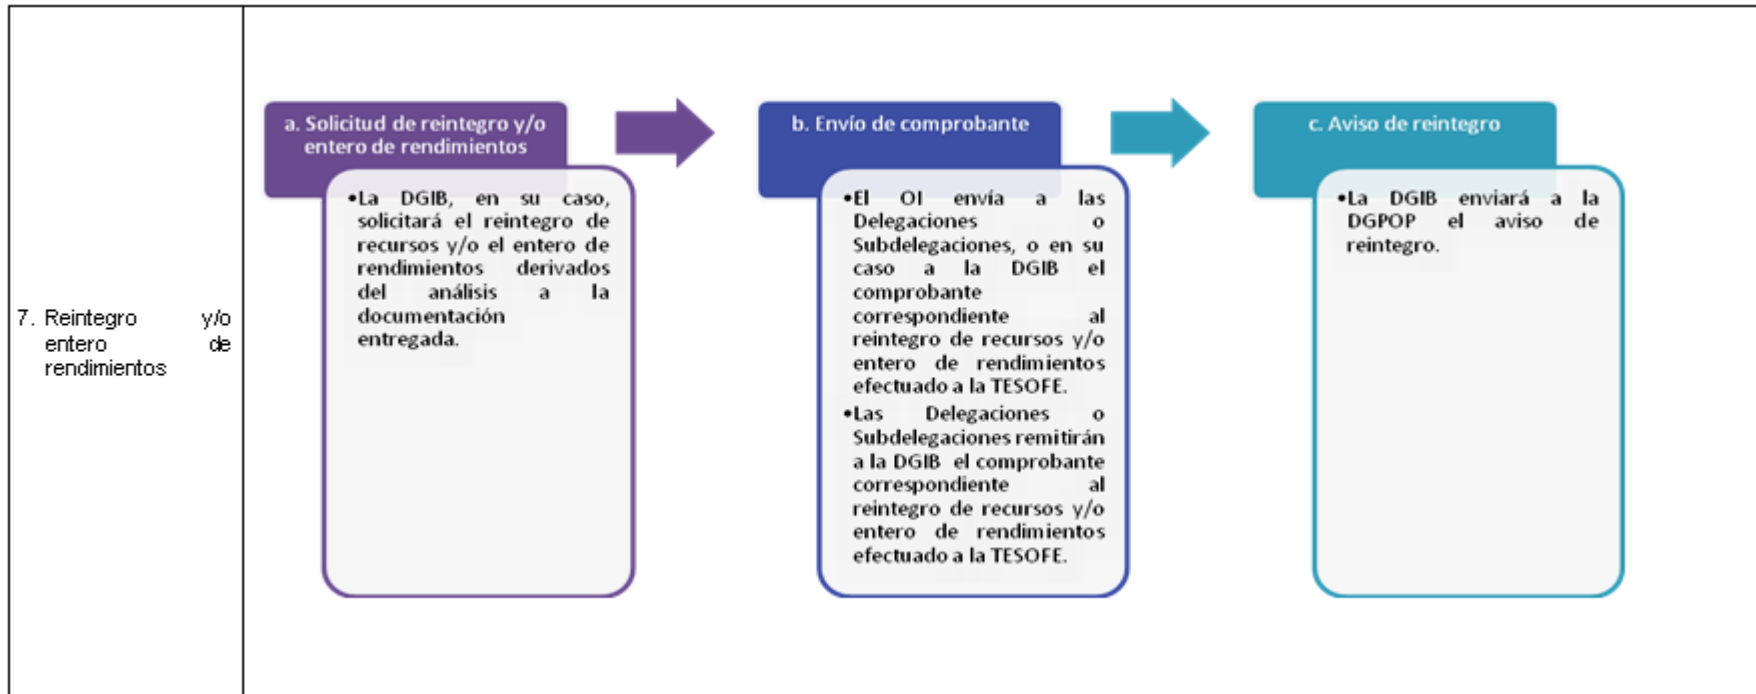 7. Reintegro y/o
entero de
rendimientos
a. Solicitud de reintegro y/o
entero de rendimientos
•La DGIB, en su caso,
solicitará el reintegro de
recursos y/o el entero de
rendimientos derivados
del análisis a la
documentación
entregada.
b. Envío de comprobante
•El OI envía a las
Delegaciones o
Subdelegaciones, o en su
caso a la DGIB el
comprobante
correspondiente al
reintegro de recursos y/o
entero de rendimientos
efectuado a la TESOFE.
•Las Delegaciones o
Subdelegaciones remitirán
a la DGIB el comprobante
correspondiente al
reintegro de recursos y/o
entero de rendimientos
efectuado a la TESOFE.
c. Aviso de reintegro
•La DGIB enviará a la
DGPOP el aviso de
reintegro.